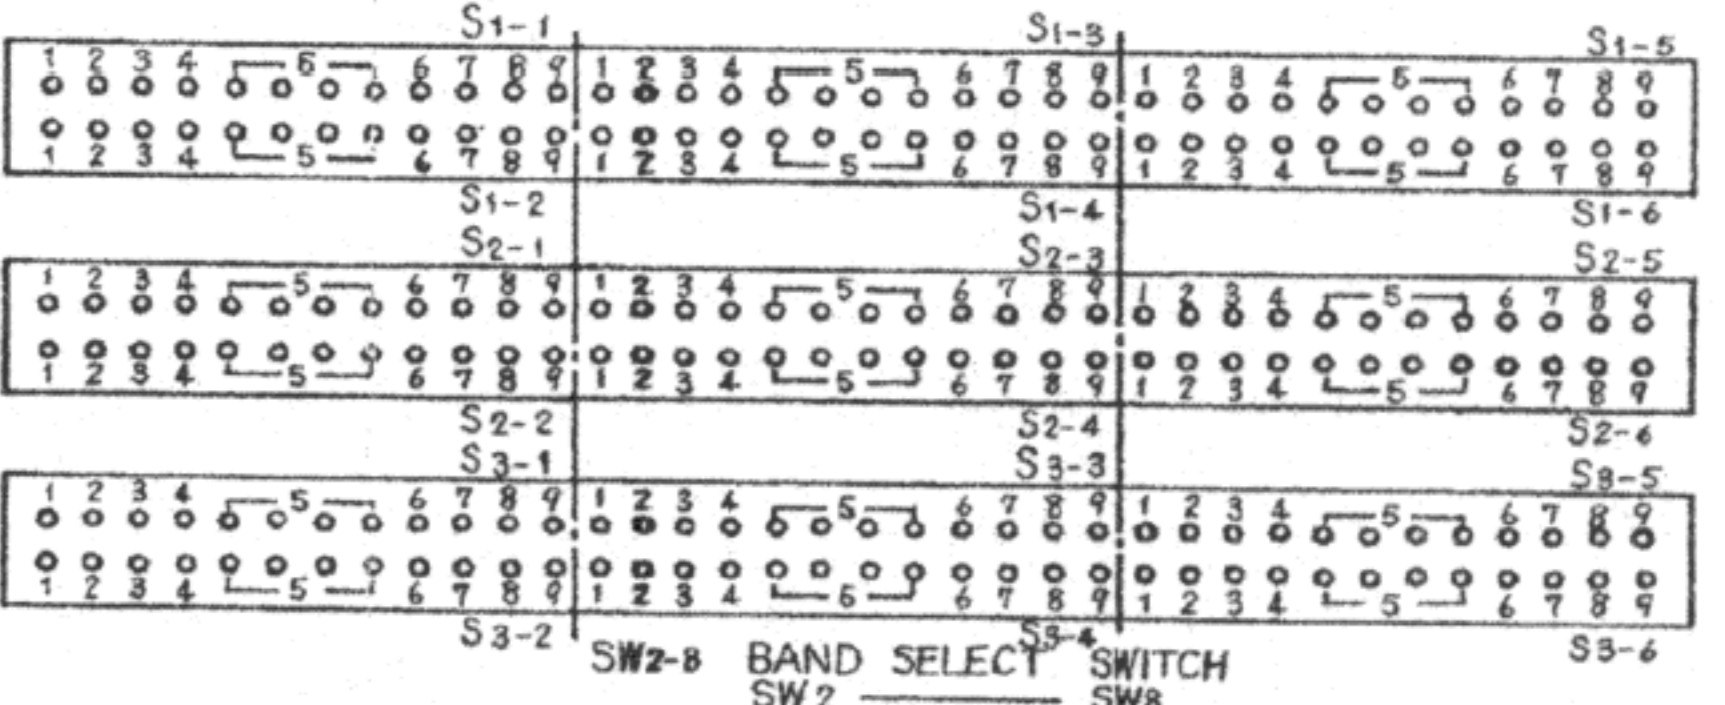 S1-1 S1-3 S1-5
1 2 3 4 5 6 7 8 9 1 2 3 4 5 6 7 8 9 1 2 3 4 5 6 7 8 9
1 2 3 4 5 6 7 8 9 1 2 3 4 5 6 7 8 9 1 2 3 4 5 6 7 8 9
S1-2 S1-4 S1-6
S2-1 S2-3 S2-5
1 2 3 4 5 6 7 8 9 1 2 3 4 5 6 7 8 9 1 2 3 4 5 6 7 8 9
1 2 3 4 5 6 7 8 9 1 2 3 4 5 6 7 8 9 1 2 3 4 5 6 7 8 9
S2-2 S2-4 S2-6
S3-1 S3-3 S3-5
1 2 3 4 5 6 7 8 9 1 2 3 4 5 6 7 8 9 1 2 3 4 5 6 7 8 9
1 2 3 4 5 6 7 8 9 1 2 3 4 5 6 7 8 9 1 2 3 4 5 6 7 8 9
S3-2 S3-4 S3-6
SW2-8 BAND SELECT SWITCH
SW2 SW8